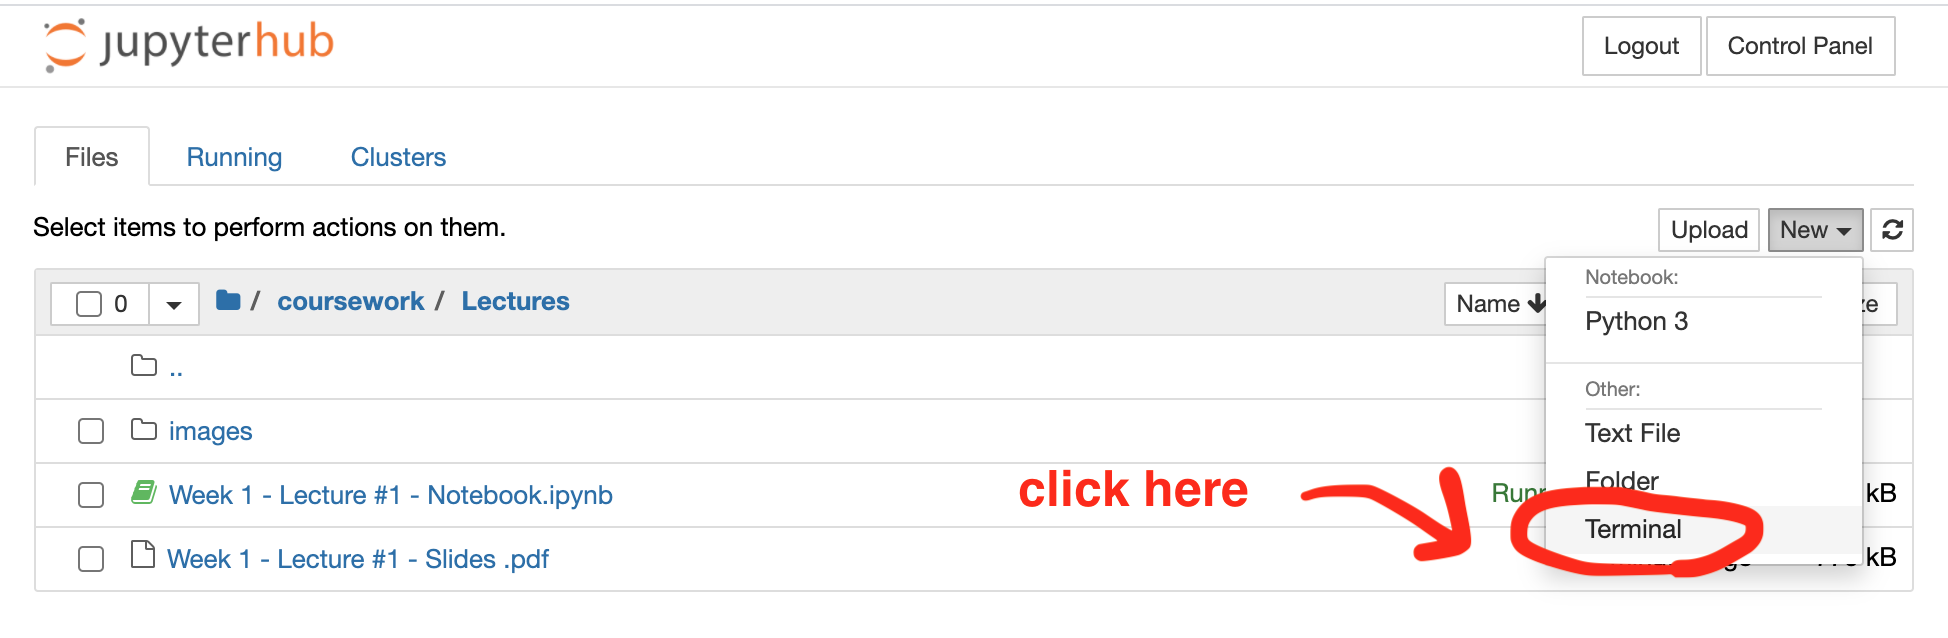 jupyterhub Logout Control Panel
Files Running Clusters
Select items to perform actions on them. Upload New
0 / coursework / Lectures Name
Notebook:
Python 3
..
Other:
images Text File
Folder
click here
Week 1 - Lecture #1 - Notebook.ipynb kB
Terminal
Week 1 - Lecture #1 - Slides .pdf kB